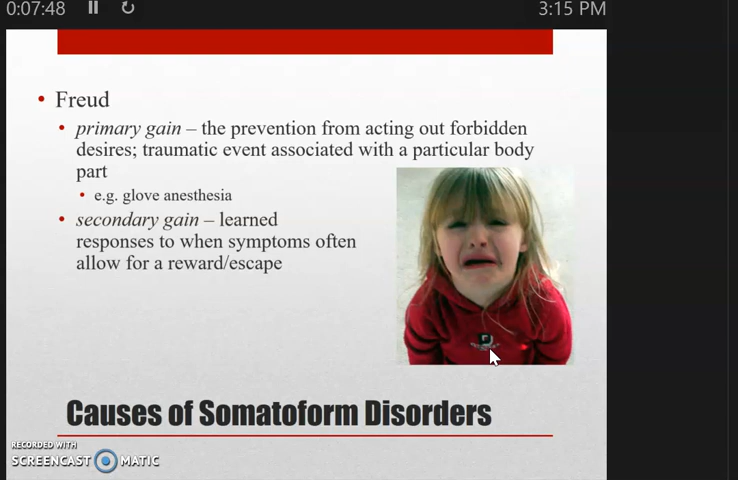 0:07:48
3:15 PM
• Freud
• primary gain – the prevention from acting out forbidden
desires; traumatic event associated with a particular body
part
• e.g. glove anesthesia
• secondary gain – learned
responses to when symptoms often
allow for a reward/escape
Causes of Somatoform Disorders
RECORDED WITH
SCREENCAST MATIC